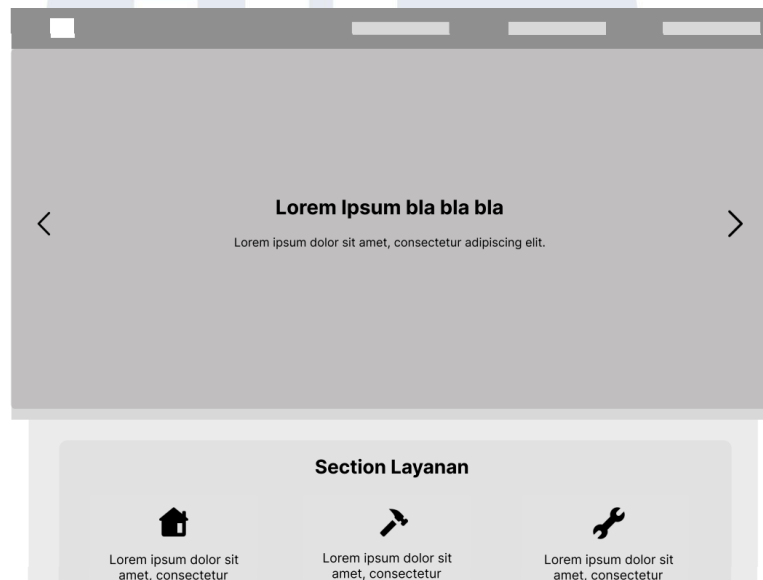 Lorem Ipsum bla bla bla
Lorem ipsum dolor sit amet, consectetur adipiscing elit.
Section Layanan
Lorem ipsum dolor sit
amet, consectetur
Lorem ipsum dolor sit
amet, consectetur
Lorem ipsum dolor sit
amet, consectetur